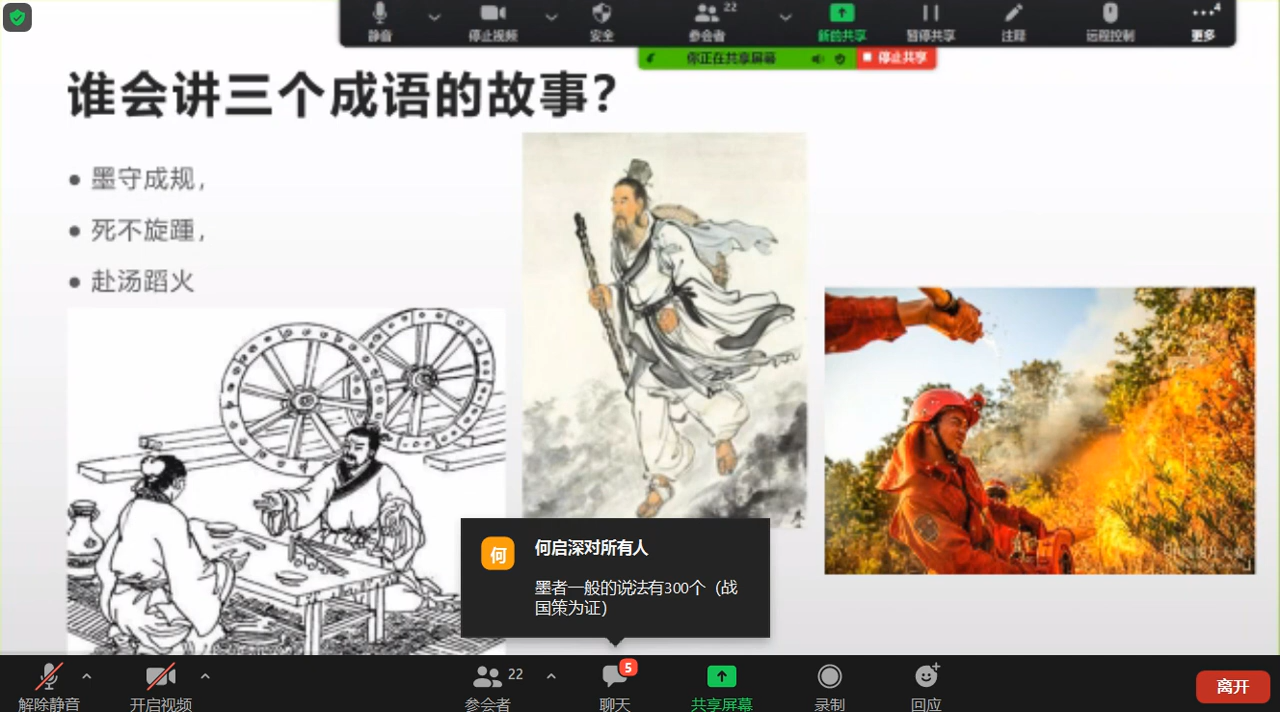 22
4
静音
停止视频
安全
参会者
新的共享
暂停共享
注释
远程控制
更多
你正在共享屏幕
停止共享
谁会讲三个成语的故事？
墨守成规，
死不旋踵，
赴汤蹈火
何
何启深对所有人
墨者一般的说法有300个（战
国策为证）
22
5
解除静音
开启视频
参会者
聊天
共享屏幕
录制
回应
离开